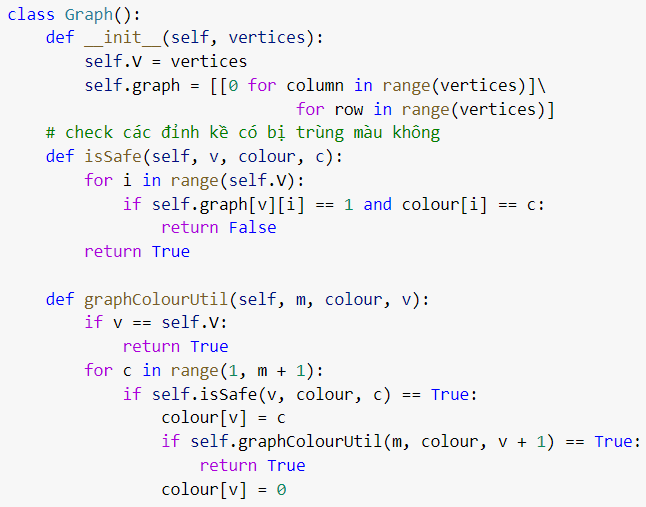 class Graph():
    def __init__(self, vertices):
        self.V = vertices
        self.graph = [[0 for column in range(vertices)]\
                              for row in range(vertices)]
    # check các đỉnh kề có bị trùng màu không
    def isSafe(self, v, colour, c):
        for i in range(self.V):
            if self.graph[v][i] == 1 and colour[i] == c:
                return False
        return True

    def graphColourUtil(self, m, colour, v):
        if v == self.V:
            return True
        for c in range(1, m + 1):
            if self.isSafe(v, colour, c) == True:
                colour[v] = c
                if self.graphColourUtil(m, colour, v + 1) == True:
                    return True
                colour[v] = 0